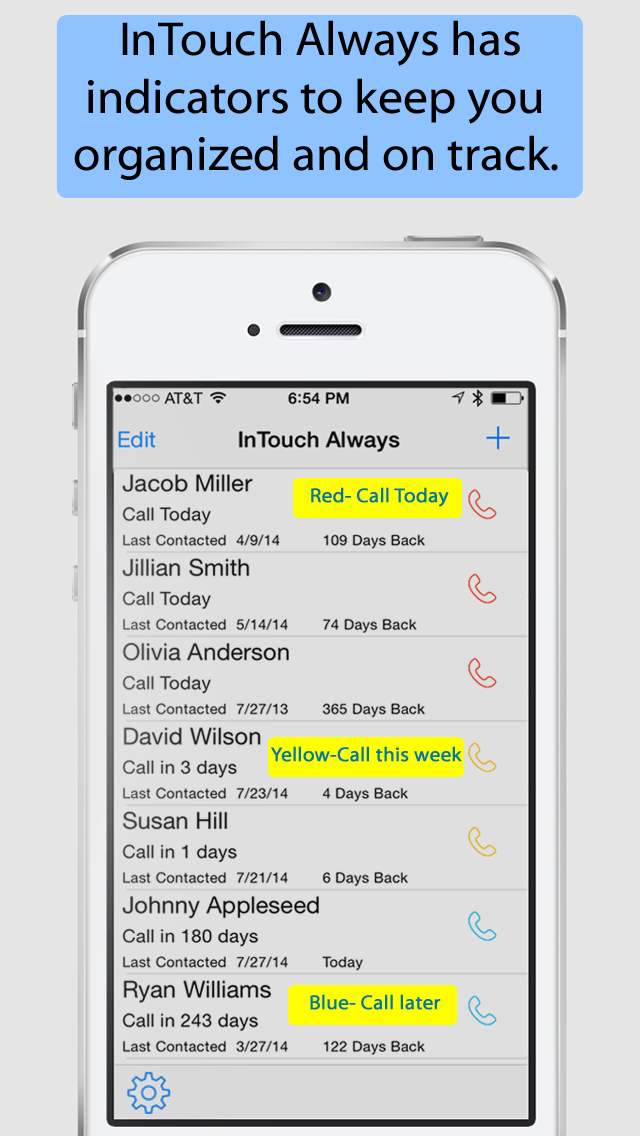 InTouch Always has
indicators to keep you
organized and on track.
AT&T 6:54 PM
Edit InTouch Always +
Jacob Miller
Red- Call Today
Call Today
Last Contacted 4/9/14 109 Days Back
Jillian Smith
Call Today
Last Contacted 5/14/14 74 Days Back
Olivia Anderson
Call Today
Last Contacted 7/27/13 365 Days Back
David Wilson
Yellow-Call this week
Call in 3 days
Last Contacted 7/23/14 4 Days Back
Susan Hill
Call in 1 days
Last Contacted 7/21/14 6 Days Back
Johnny Appleseed
Call in 180 days
Last Contacted 7/27/14 Today
Ryan Williams
Blue- Call later
Call in 243 days
Last Contacted 3/27/14 122 Days Back